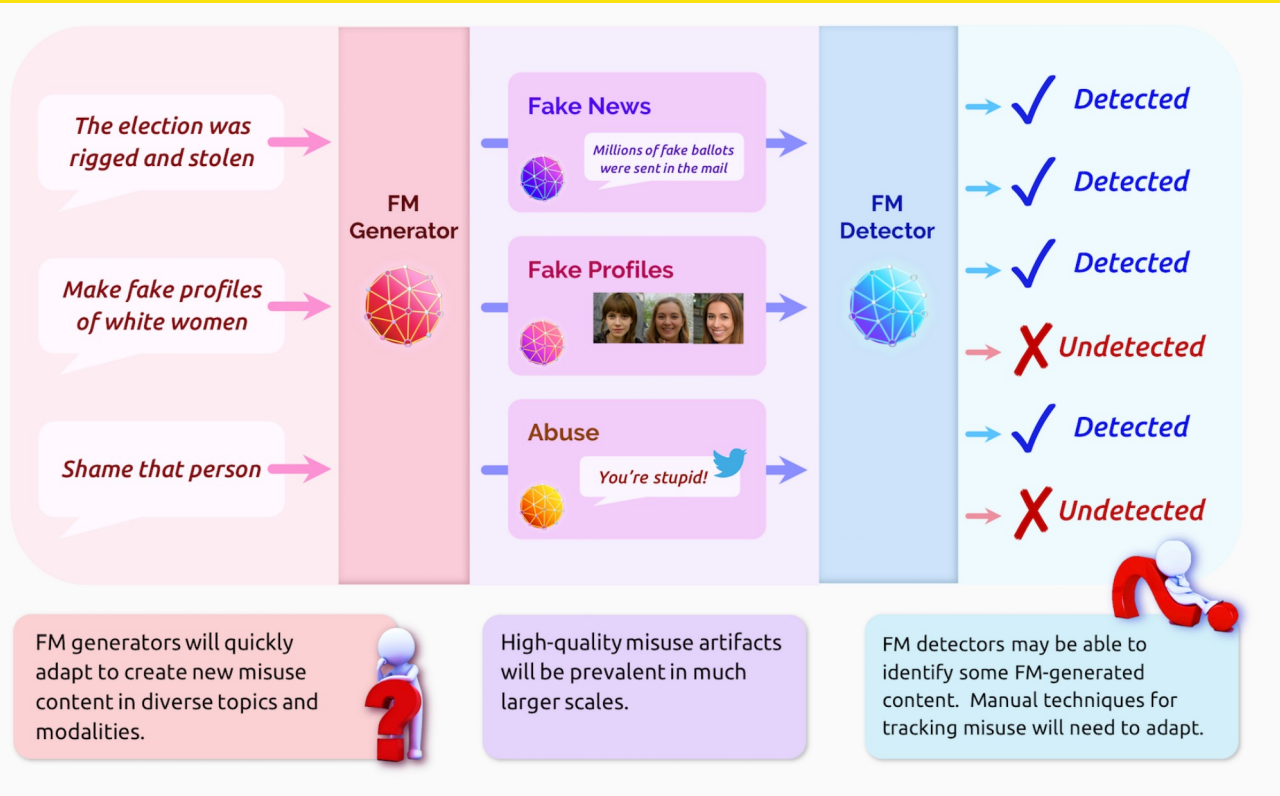 The election was
rigged and stolen
Make fake profiles
of white women
Shame that person
FM
Generator
Fake News
Millions of fake ballots
were sent in the mail
Fake Profiles
Abuse
You're stupid!
FM
Detector
Detected
Detected
Detected
Undetected
Detected
Undetected
FM generators will quickly
adapt to create new misuse
content in diverse topics and
modalities.
High-quality misuse artifacts
will be prevalent in much
larger scales.
FM detectors may be able to
identify some FM-generated
content. Manual techniques for
tracking misuse will need to adapt.